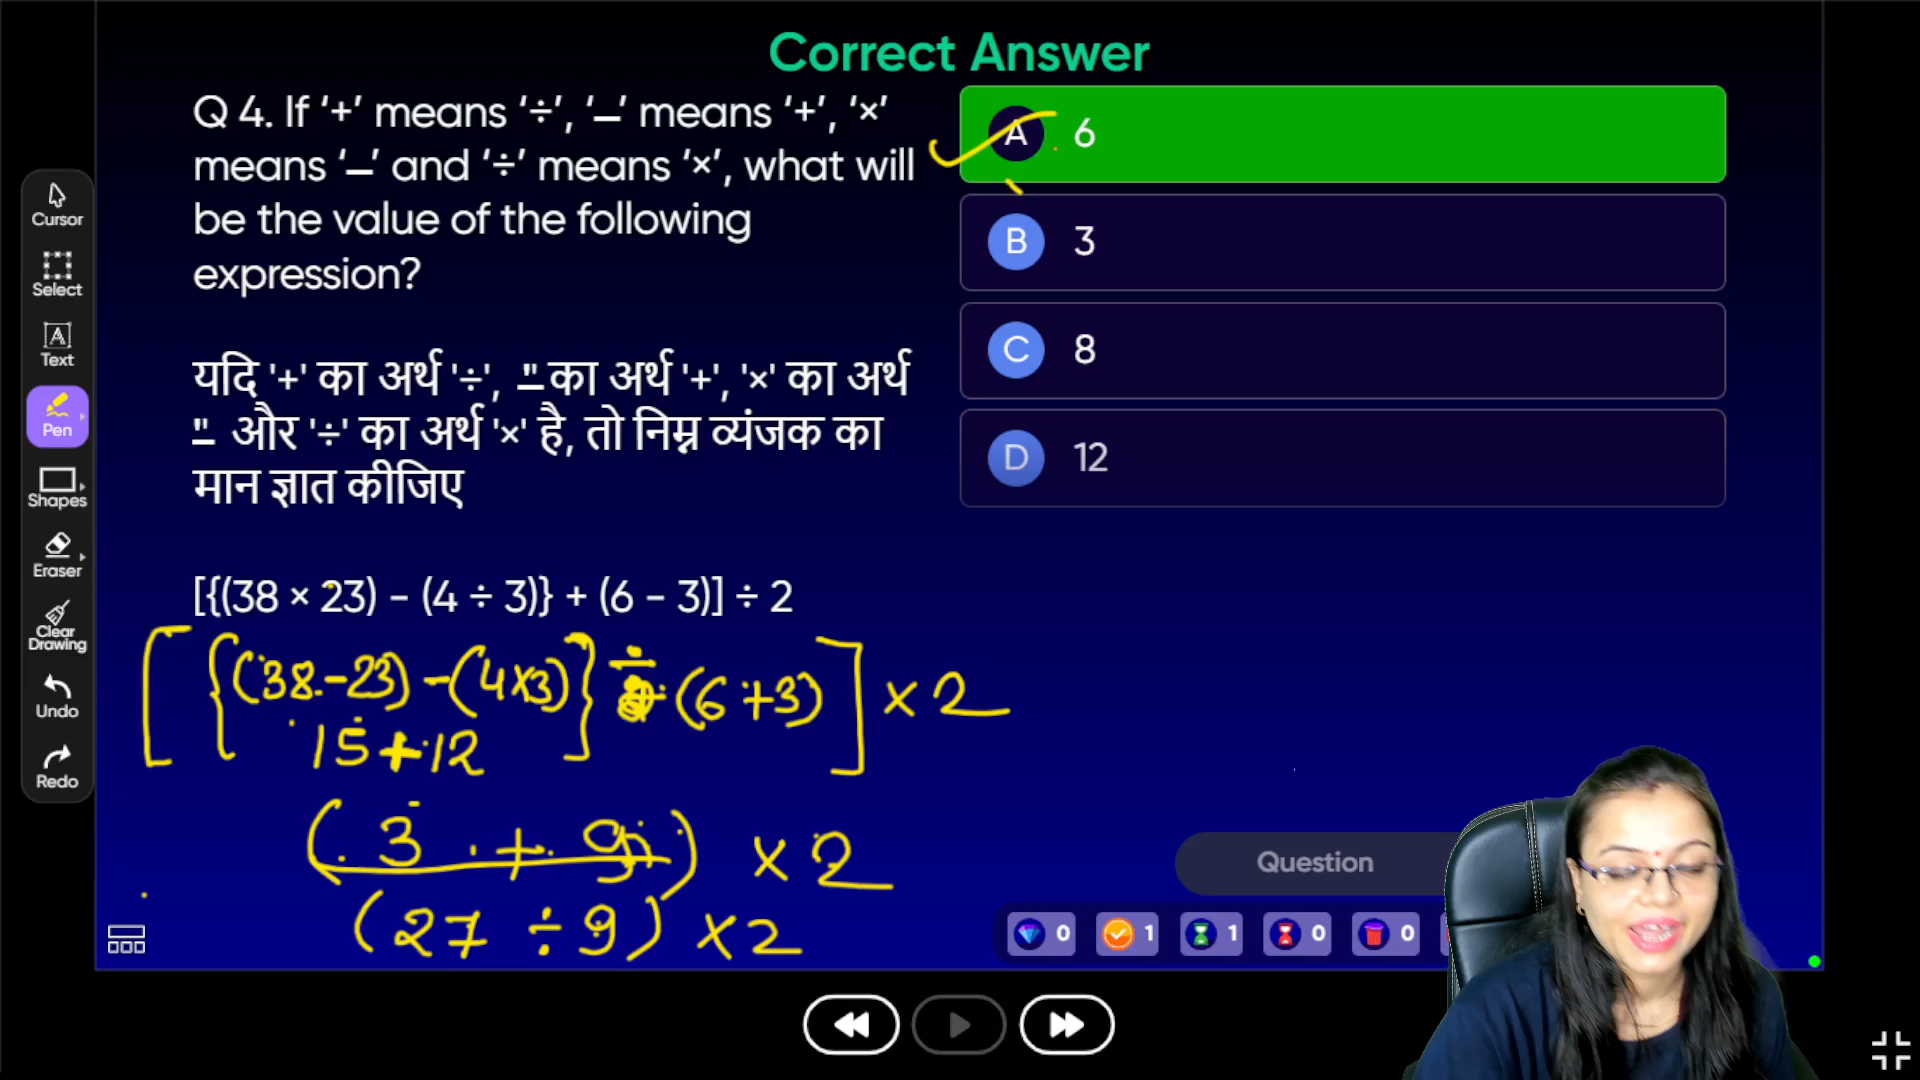 Correct Answer
Q 4. If ‘+’ means ‘÷’, ‘–’ means ‘+’, ‘×’
means ‘–’ and ‘÷’ means ‘×’, what will
be the value of the following
expression?
यदि '+' का अर्थ '÷', '' का अर्थ '+', '×' का अर्थ
'' और '÷' का अर्थ '×' है, तो निम्न व्यंजक का
मान ज्ञात कीजिए
[{(38 × 23) – (4 ÷ 3)} + (6 – 3)] ÷ 2
[{(38-23) -(4×3)} ÷ (6+3)] × 2
15+12
(3 + 9) × 2
(27 ÷ 9) × 2
A 6
B 3
C 8
D 12
Cursor
Select
Text
Pen
Shapes
Eraser
Clear
Drawing
Undo
Redo
Question
0
1
1
0
0